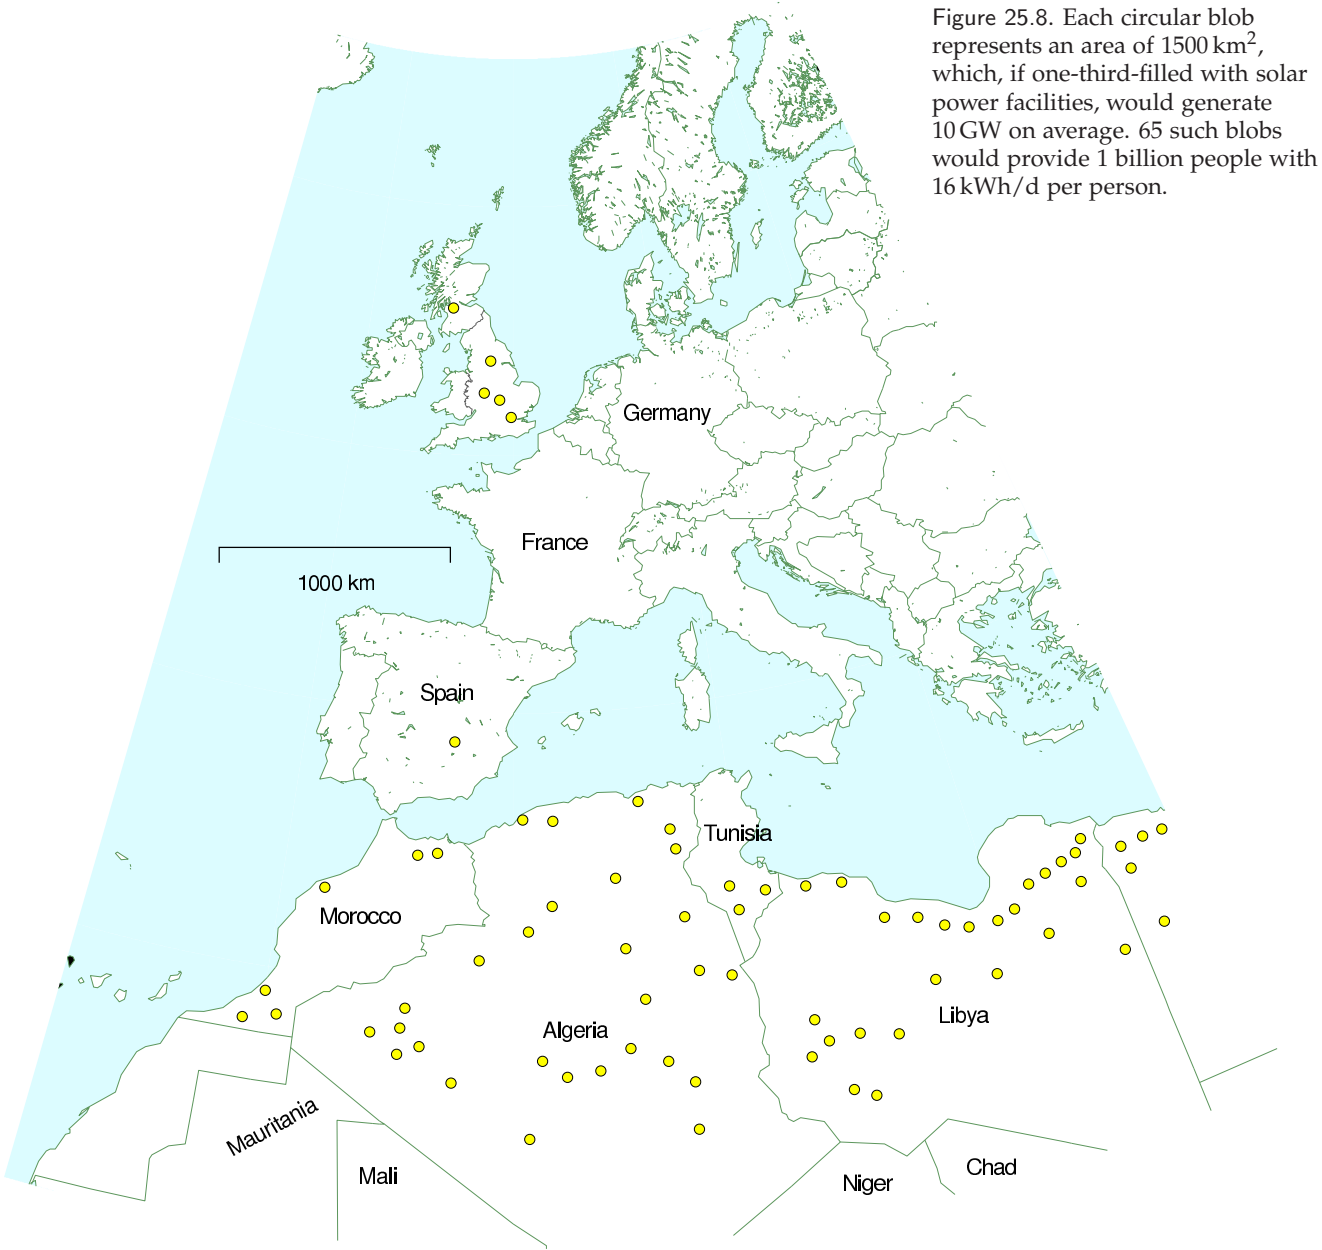 Figure 25.8. Each circular blob
represents an area of 1500 km²,
which, if one-third-filled with solar
power facilities, would generate
10 GW on average. 65 such blobs
would provide 1 billion people with
16 kWh/d per person.
Germany
France
1000 km
Spain
Tunisia
Morocco
Libya
Algeria
Mauritania
Mali
Chad
Niger